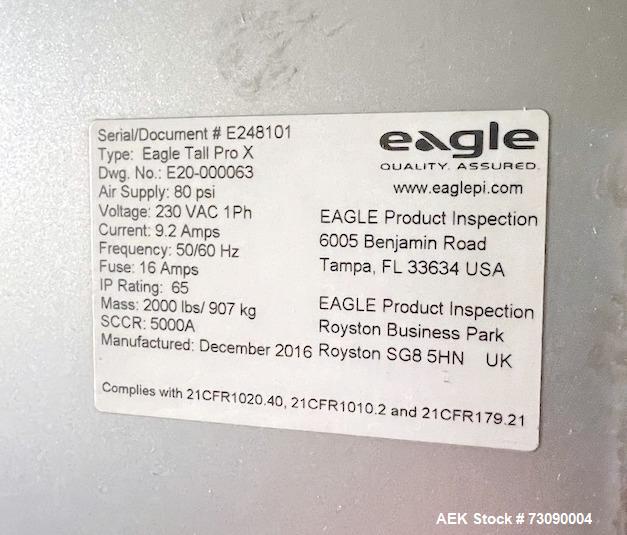 Serial/Document # E248101
Type: Eagle Tall Pro X
Dwg. No.: E20-000063
Air Supply: 80 psi
Voltage: 230 VAC 1Ph
Current: 9.2 Amps
Frequency: 50/60 Hz
Fuse: 16 Amps
IP Rating: 65
Mass: 2000 lbs/ 907 kg
SCCR: 5000A
Manufactured: December 2016
eagle
QUALITY. ASSURED.
www.eaglepi.com
EAGLE Product Inspection
6005 Benjamin Road
Tampa, FL 33634 USA
EAGLE Product Inspection
Royston Business Park
Royston SG8 5HN UK
Complies with 21CFR1020.40, 21CFR1010.2 and 21CFR179.21
AEK Stock # 73090004